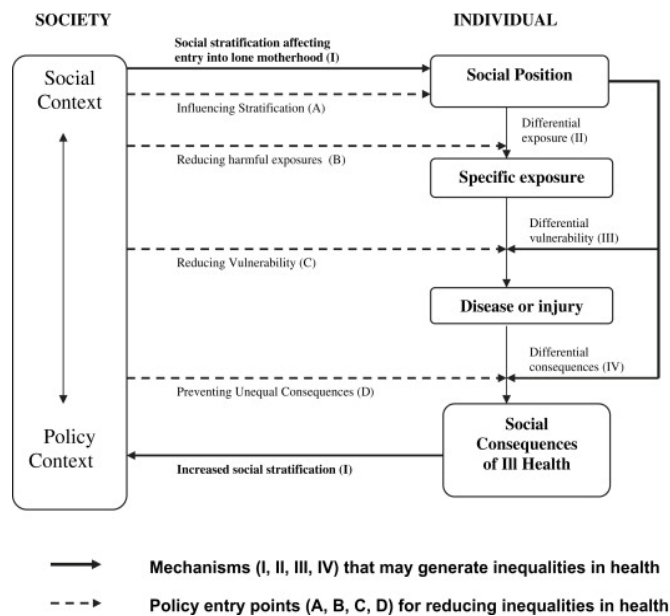 SOCIETY
INDIVIDUAL
Social
Context
Social stratification affecting
entry into lone motherhood (I)
Social Position
Influencing Stratification (A)
Differential
exposure (II)
Reducing harmful exposures (B)
Specific exposure
Differential
vulnerability (III)
Reducing Vulnerability (C)
Disease or injury
Differential
consequences (IV)
Preventing Unequal Consequences (D)
Policy
Context
Social
Consequences
of Ill Health
Increased social stratification (I)
Mechanisms (I, II, III, IV) that may generate inequalities in health
Policy entry points (A, B, C, D) for reducing inequalities in health